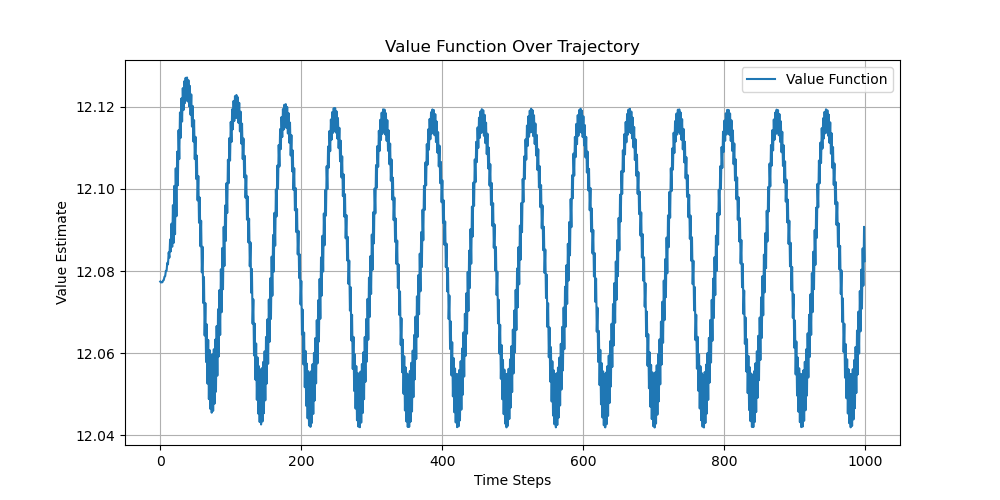 Value Function Over Trajectory
Value Function
12.12
12.10
12.08
12.06
12.04
Value Estimate
0
200
400
600
800
1000
Time Steps